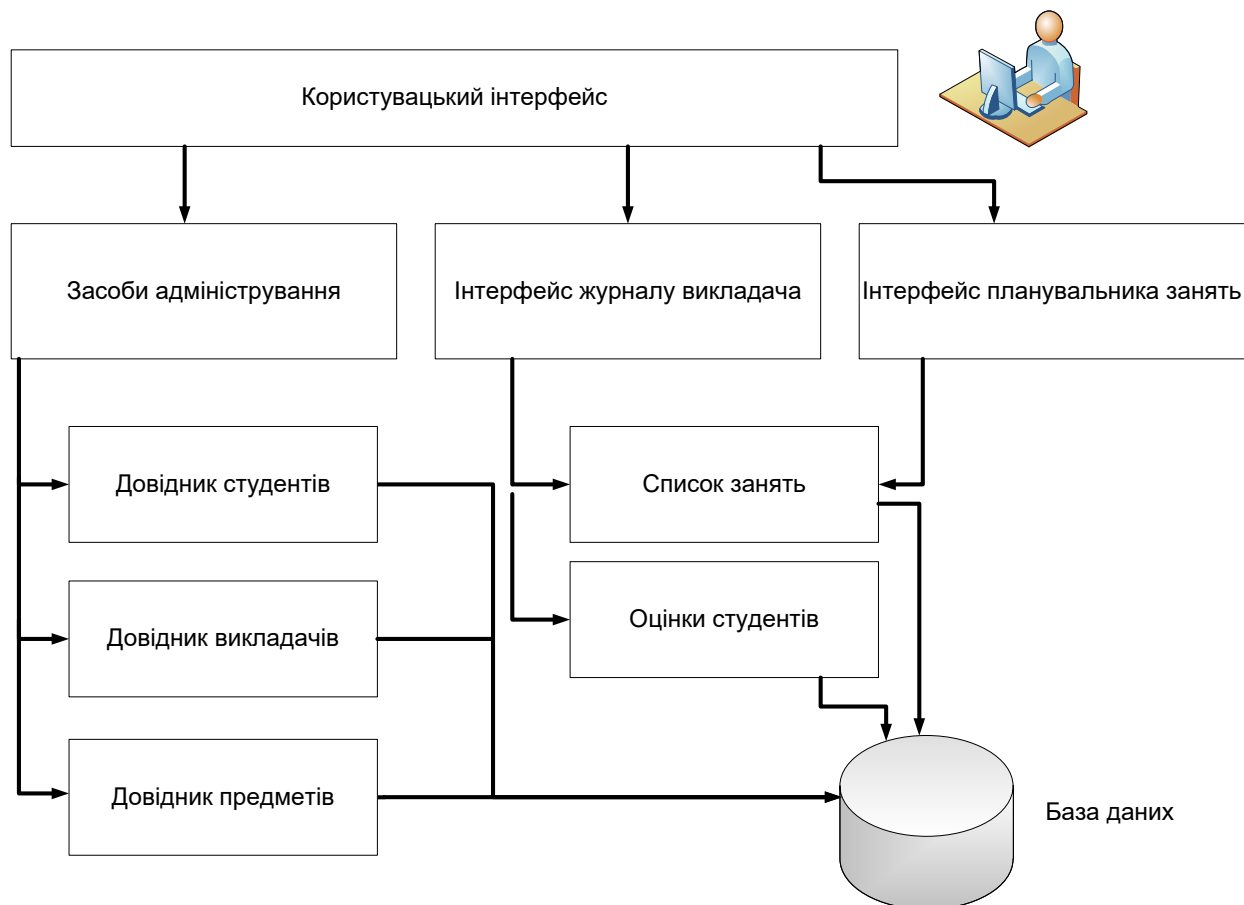 Користувацький інтерфейс
Засоби адміністрування
Інтерфейс журналу викладача
Інтерфейс планувальника занять
Довідник студентів
Список занять
Довідник викладачів
Оцінки студентів
Довідник предметів
База даних